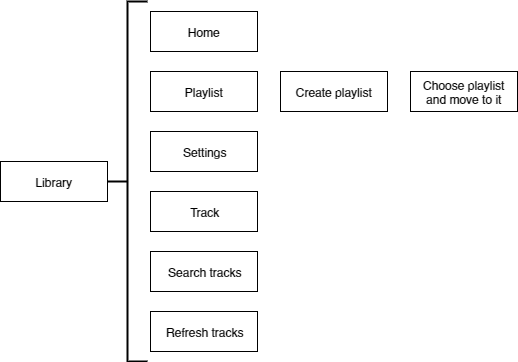 Home
Playlist
Create playlist
Choose playlist
and move to it
Settings
Library
Track
Search tracks
Refresh tracks